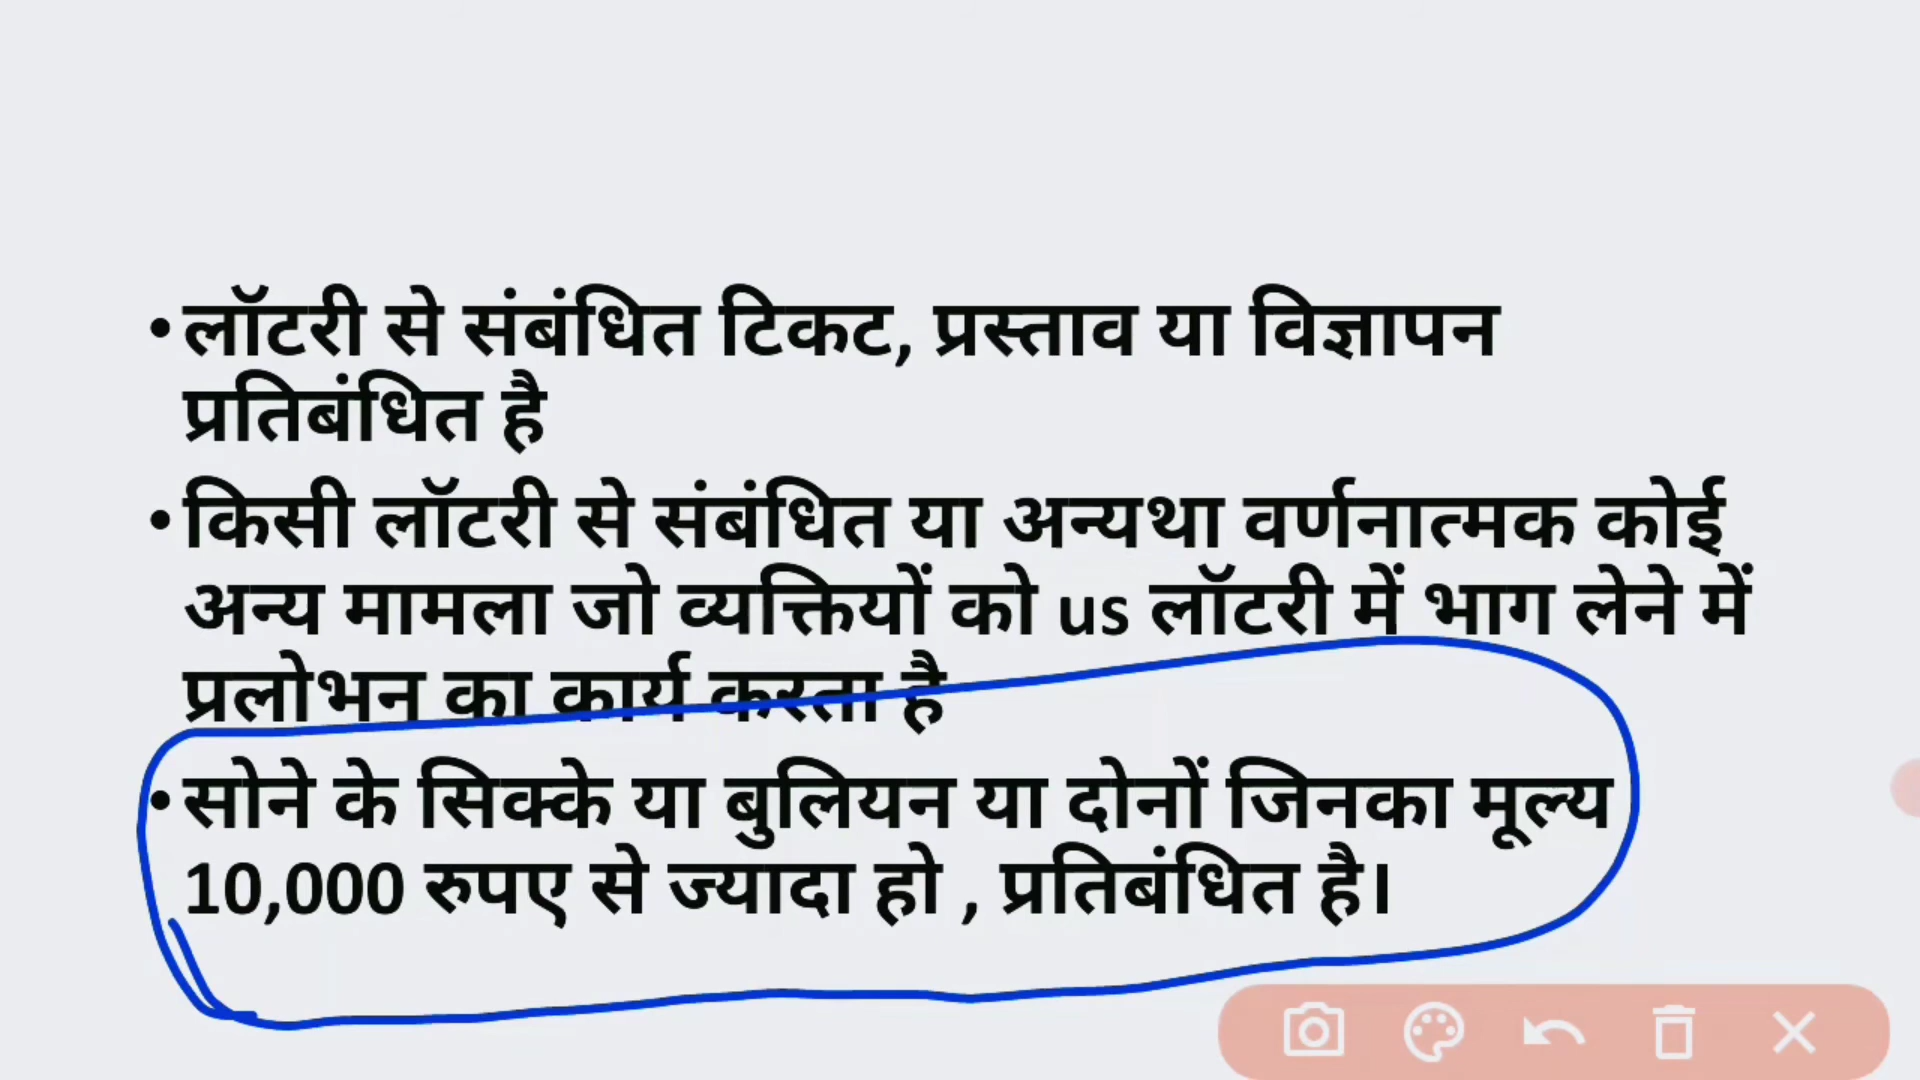 • लॉटरी से संबंधित टिकट, प्रस्ताव या विज्ञापन
प्रतिबंधित है
• किसी लॉटरी से संबंधित या अन्यथा वर्णनात्मक कोई
अन्य मामला जो व्यक्तियों को us लॉटरी में भाग लेने में
प्रलोभन का कार्य करता है
• सोने के सिक्के या बुलियन या दोनों जिनका मूल्य
10,000 रुपए से ज्यादा हो , प्रतिबंधित है।